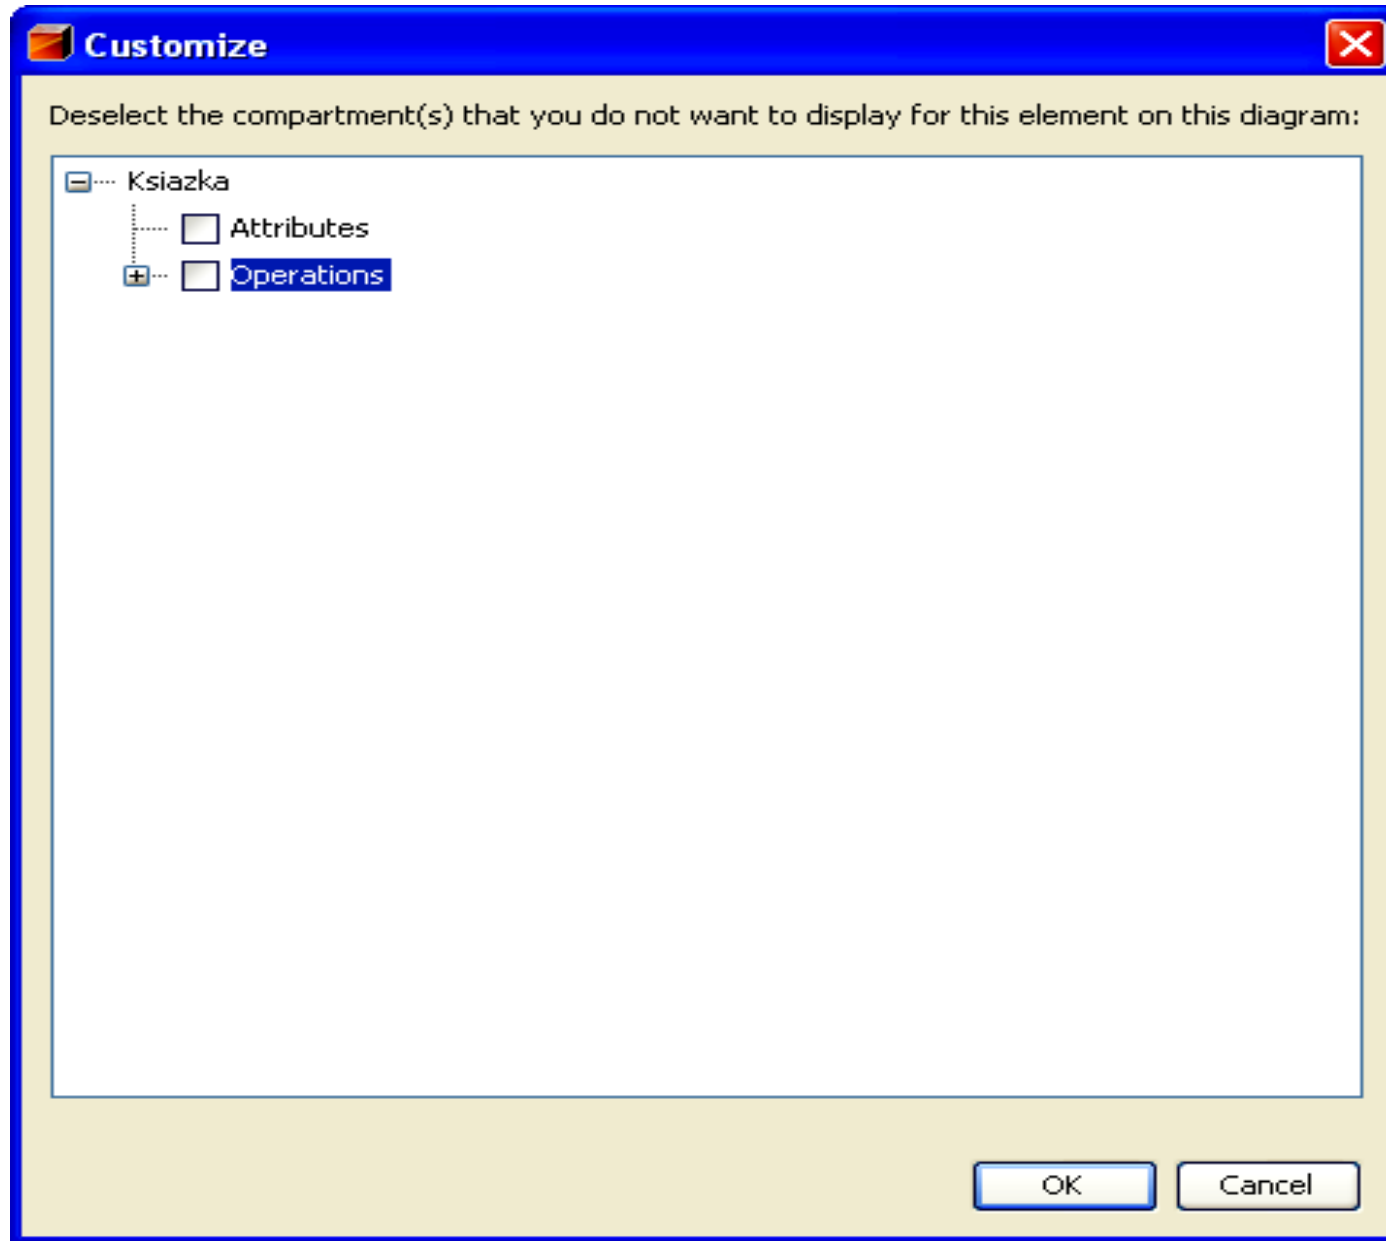 Customize
Deselect the compartment(s) that you do not want to display for this element on this diagram:
Ksiazka
Attributes
Operations
OK
Cancel